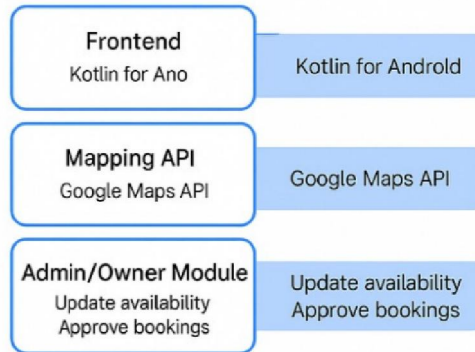 Frontend
Kotlin for Ano
Kotlin for Androld
Mapping API
Google Maps API
Google Maps API
Admin/Owner Module
Update availability
Approve bookings
Update availability
Approve bookings